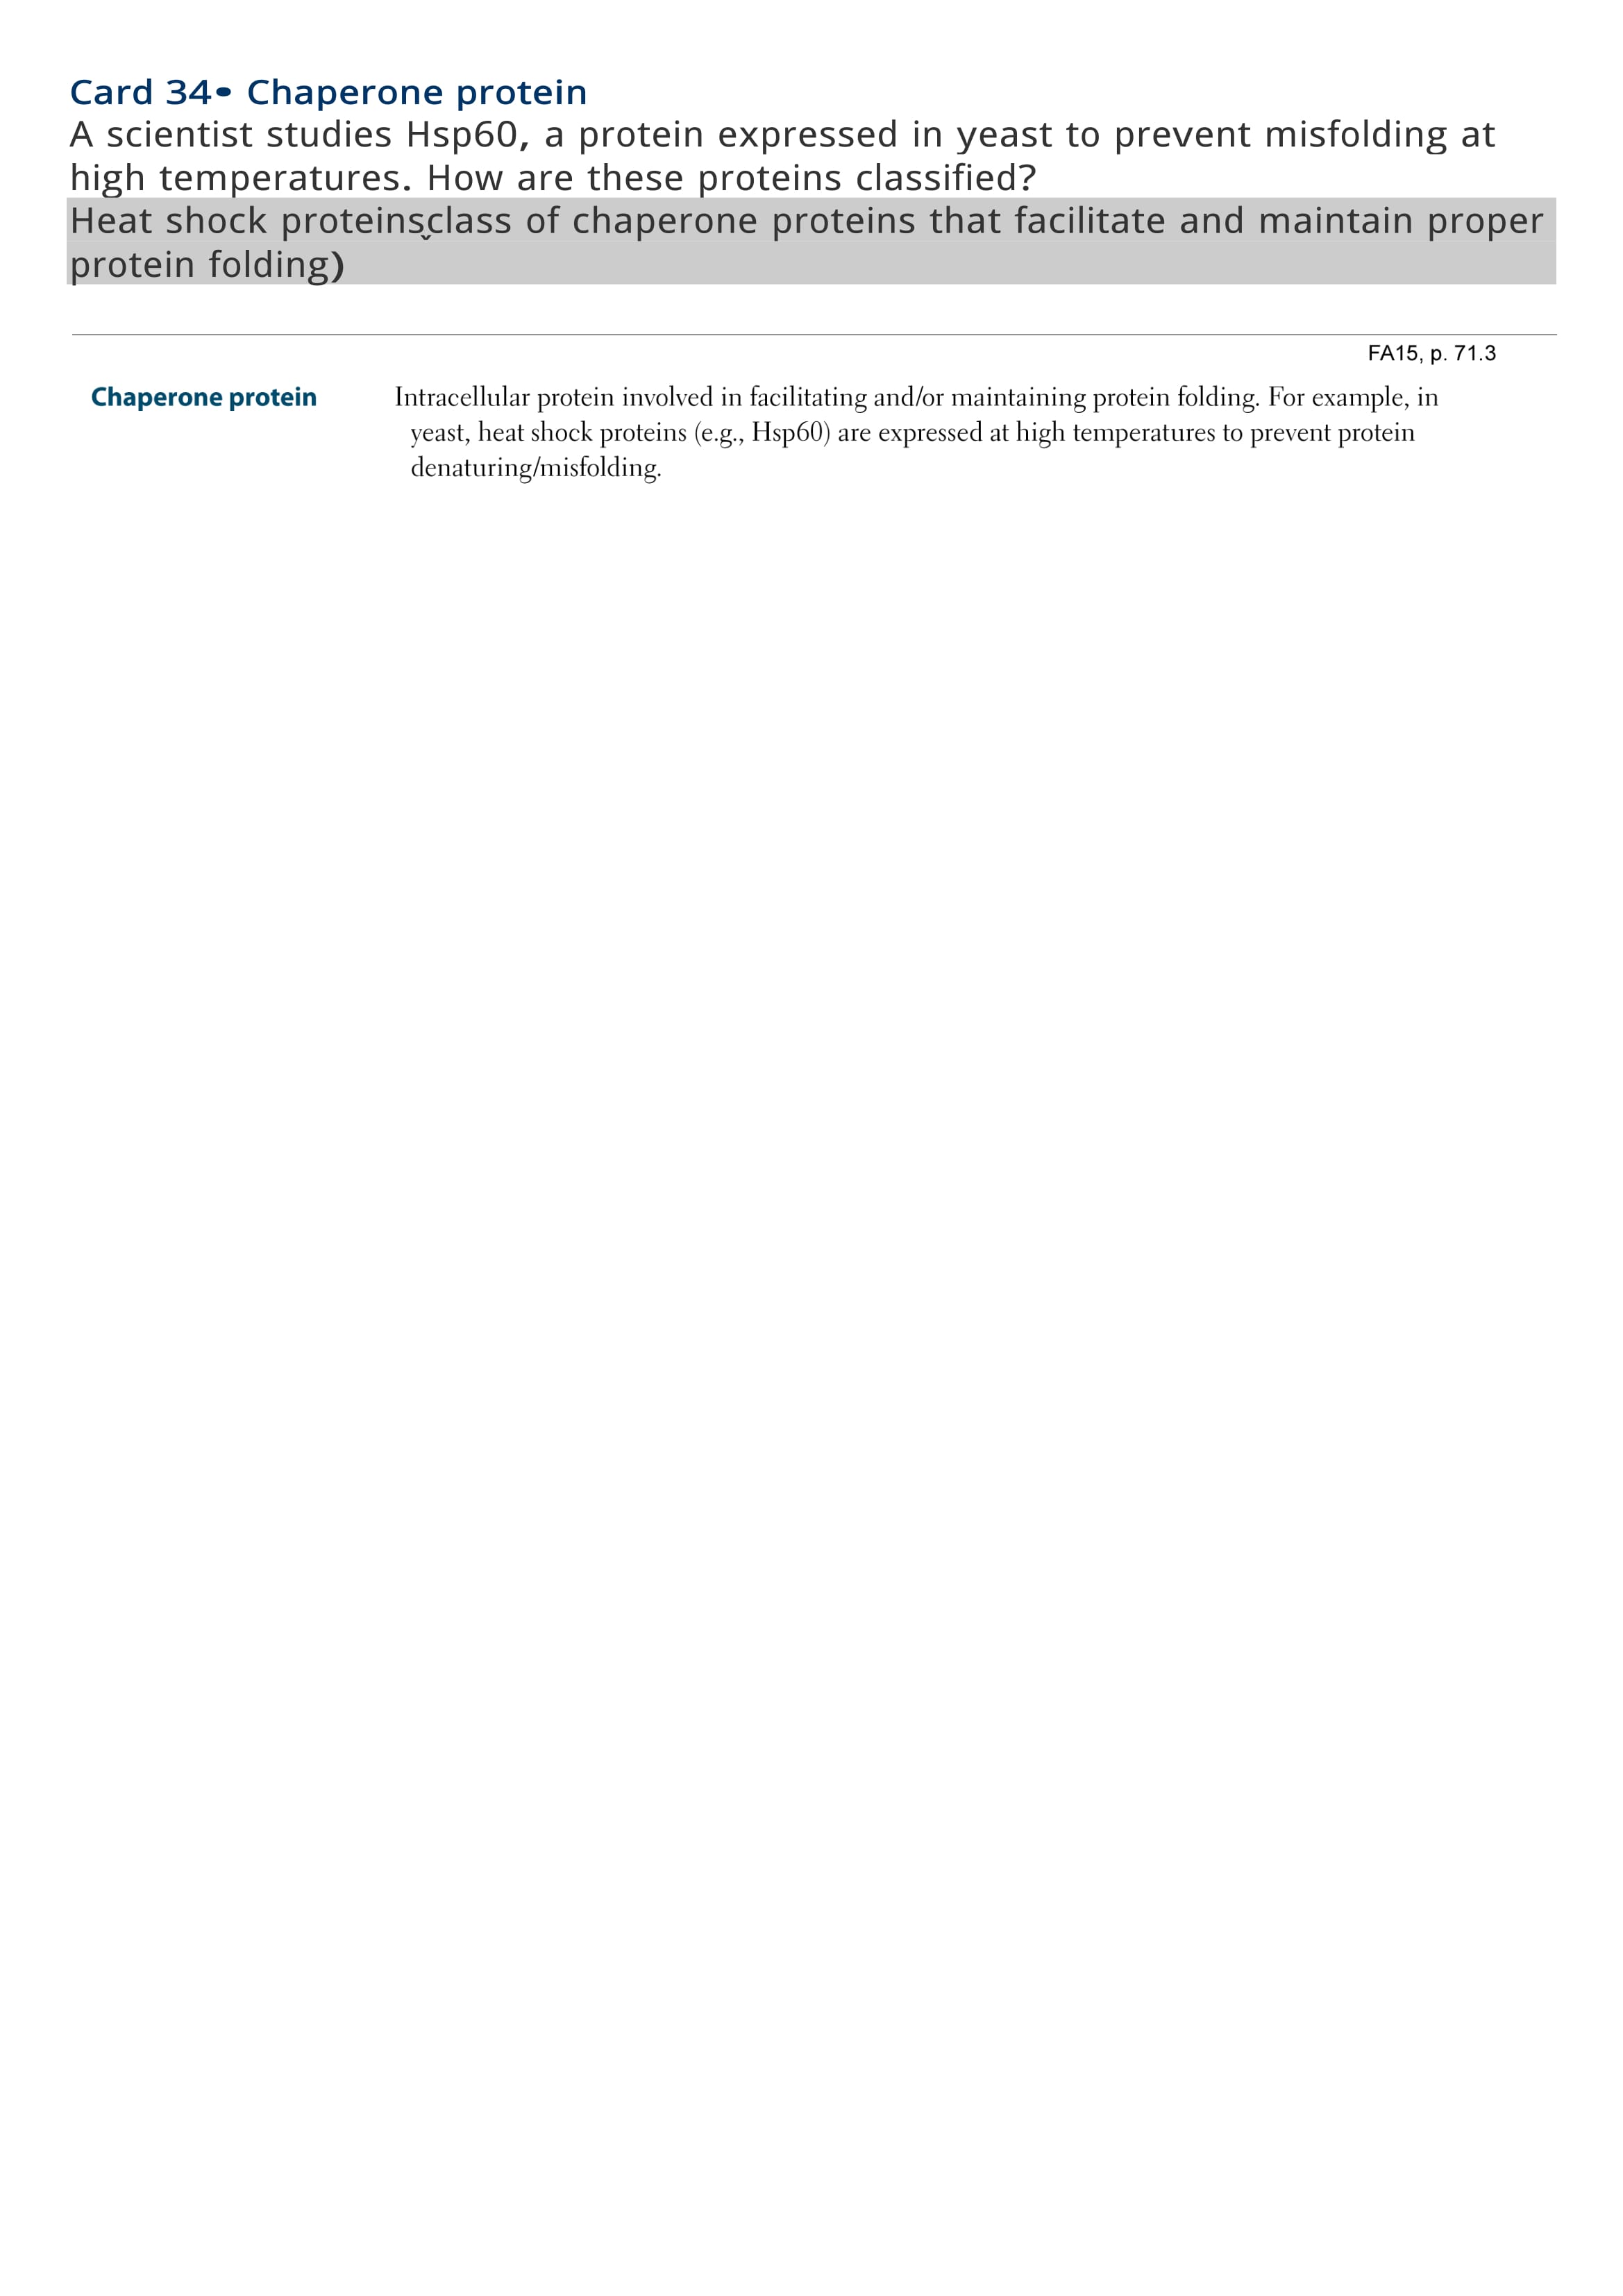 Card 34• Chaperone protein
A scientist studies Hsp60, a protein expressed in yeast to prevent misfolding at
high temperatures. How are these proteins classified?
Heat shock proteinsˬclass of chaperone proteins that facilitate and maintain proper
protein folding)
FA15, p. 71.3
Chaperone protein Intracellular protein involved in facilitating and/or maintaining protein folding. For example, in
yeast, heat shock proteins (e.g., Hsp60) are expressed at high temperatures to prevent protein
denaturing/misfolding.